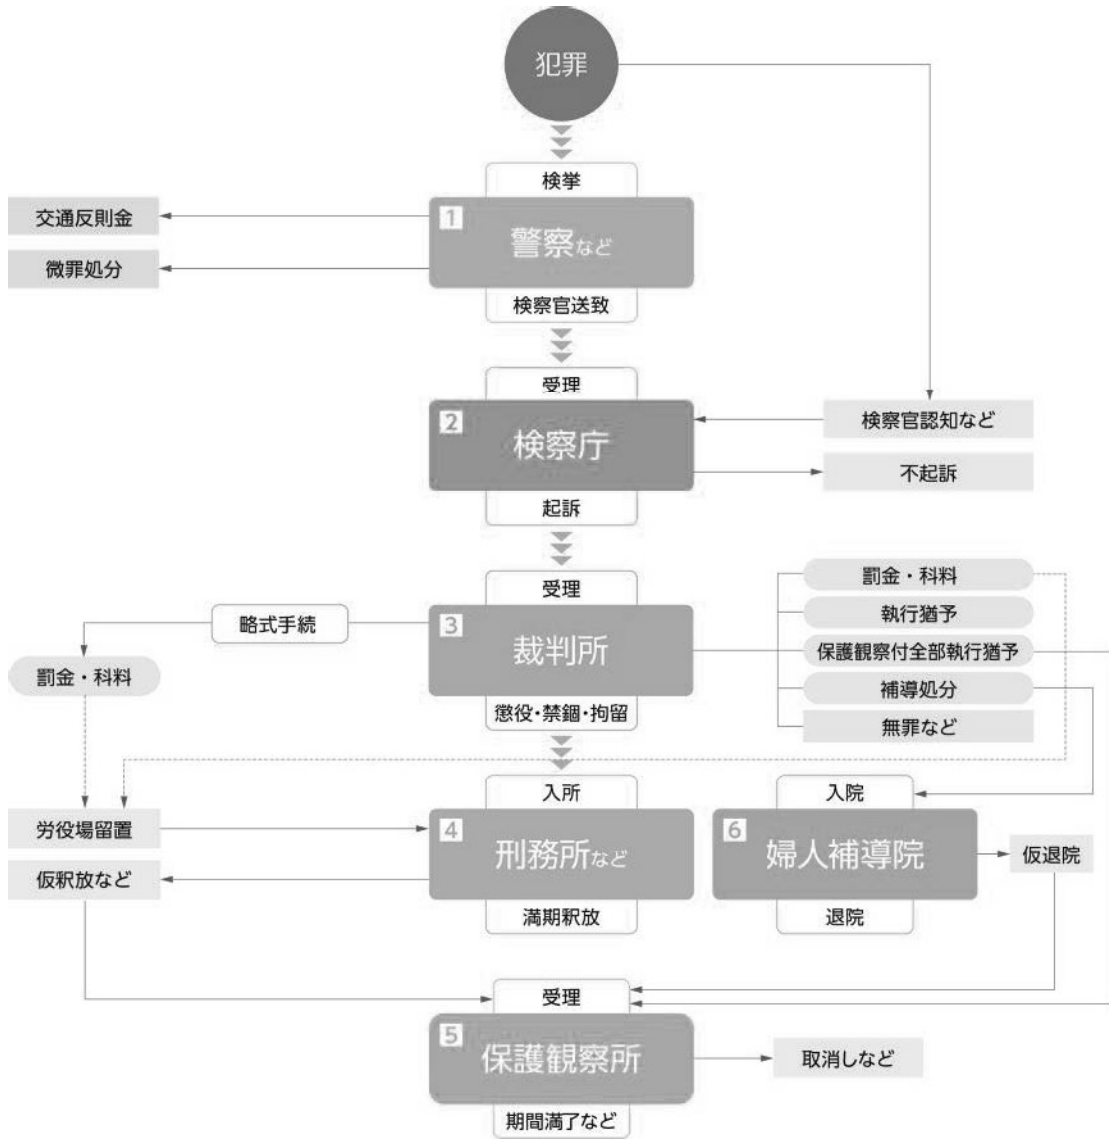 犯罪
検挙
1
警察など
検察官送致
交通反則金
微罪処分
受理
2
検察庁
起訴
検察官認知など
不起訴
受理
3
裁判所
懲役・禁錮・拘留
略式手続
罰金・科料
罰金・科料
執行猶予
保護観察付全部執行猶予
補導処分
無罪など
入所
4
刑務所など
満期釈放
労役場留置
仮釈放など
入院
6
婦人補導院
退院
仮退院
受理
5
保護観察所
期間満了など
取消しなど